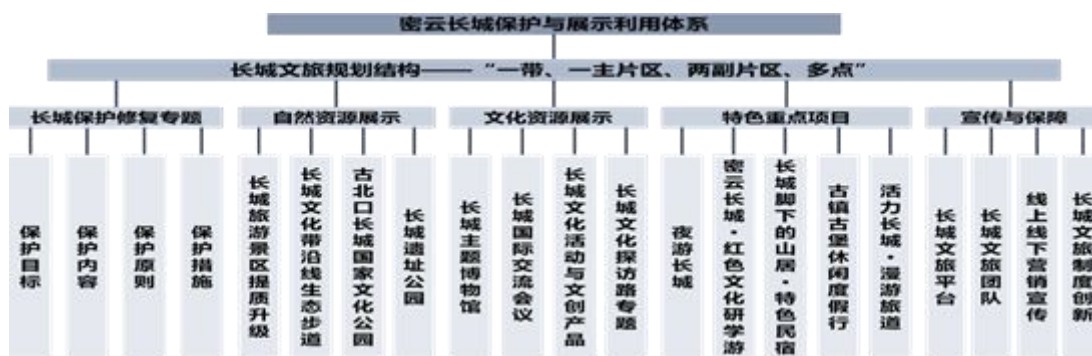 密云长城保护与展示利用体系
长城文旅规划结构——“一带、一主片区、两副片区、多点”
长城保护修复专题
自然资源展示
文化资源展示
特色重点项目
宣传与保障
保护目标
保护内容
保护原则
保护措施
长城旅游景区提质升级
长城文化带沿线生态步道
古北口长城国家文化公园
长城遗址公园
长城主题博物馆
长城国际交流会议
长城文化活动与文创产品
长城文化探访路专题
夜游长城
密云长城·红色文化研学游
长城脚下的山居·特色民宿
古镇古堡休闲度假行
活力长城·漫游旅道
长城文旅平台
长城文旅团队
线上线下营销宣传
长城文旅制度创新